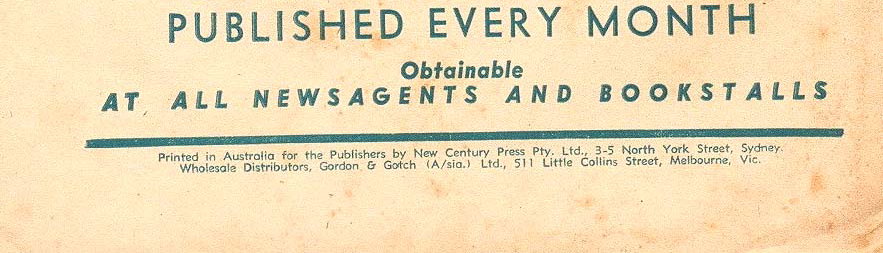 PUBLISHED EVERY MONTH
Obtainable
AT ALL NEWSAGENTS AND BOOKSTALLS
Printed in Australia for the Publishers by New Century Press Pty. Ltd., 3-5 North York Street, Sydney.
Wholesale Distributors, Gordon & Gotch (A/sia.) Ltd., 511 Little Collins Street, Melbourne, Vic.